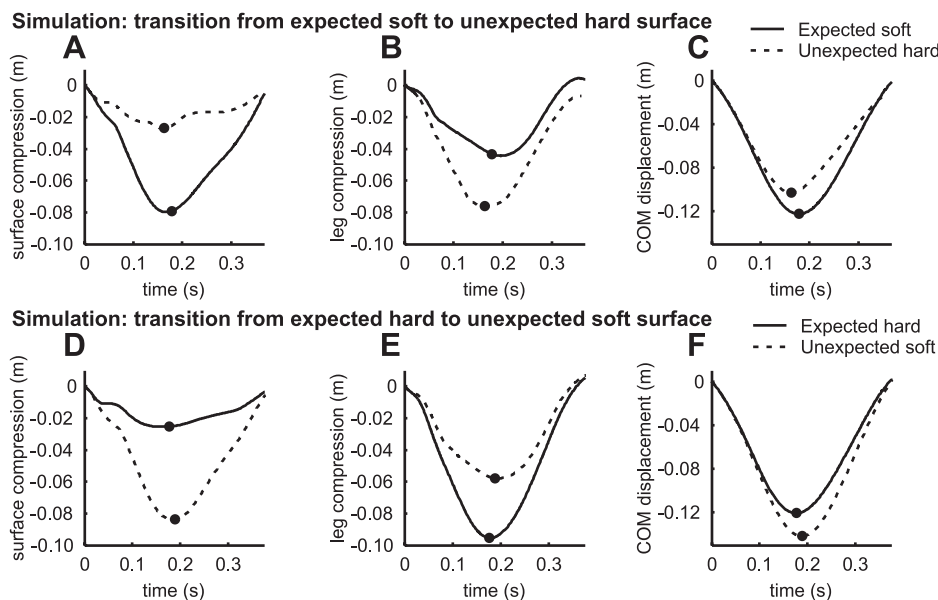 Simulation: transition from expected soft to unexpected hard surface
Expected soft
Unexpected hard
A
B
C
surface compression (m)
0
-0.02
-0.04
-0.06
-0.08
-0.10
0
0.1
0.2
0.3
time (s)
leg compression (m)
0
-0.02
-0.04
-0.06
-0.08
-0.10
0
0.1
0.2
0.3
time (s)
COM displacement (m)
0
-0.04
-0.08
-0.12
0
0.1
0.2
0.3
time (s)
Simulation: transition from expected hard to unexpected soft surface
Expected hard
Unexpected soft
D
E
F
surface compression (m)
0
-0.02
-0.04
-0.06
-0.08
-0.10
0
0.1
0.2
0.3
time (s)
leg compression (m)
0
-0.02
-0.04
-0.06
-0.08
-0.10
0
0.1
0.2
0.3
time (s)
COM displacement (m)
0
-0.04
-0.08
-0.12
0
0.1
0.2
0.3
time (s)